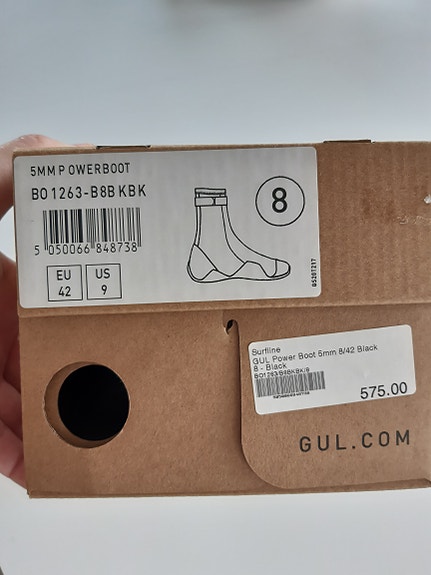 5MM POWERBOOT
BO1263-B8BKBK
8
5 050066 848738
EU
42
US
9
BS20T217
Surfline
GUL Power Boot 5mm 8/42 Black
8 - Black
BO1263/B8BKBK/8
575.00
GUL.COM